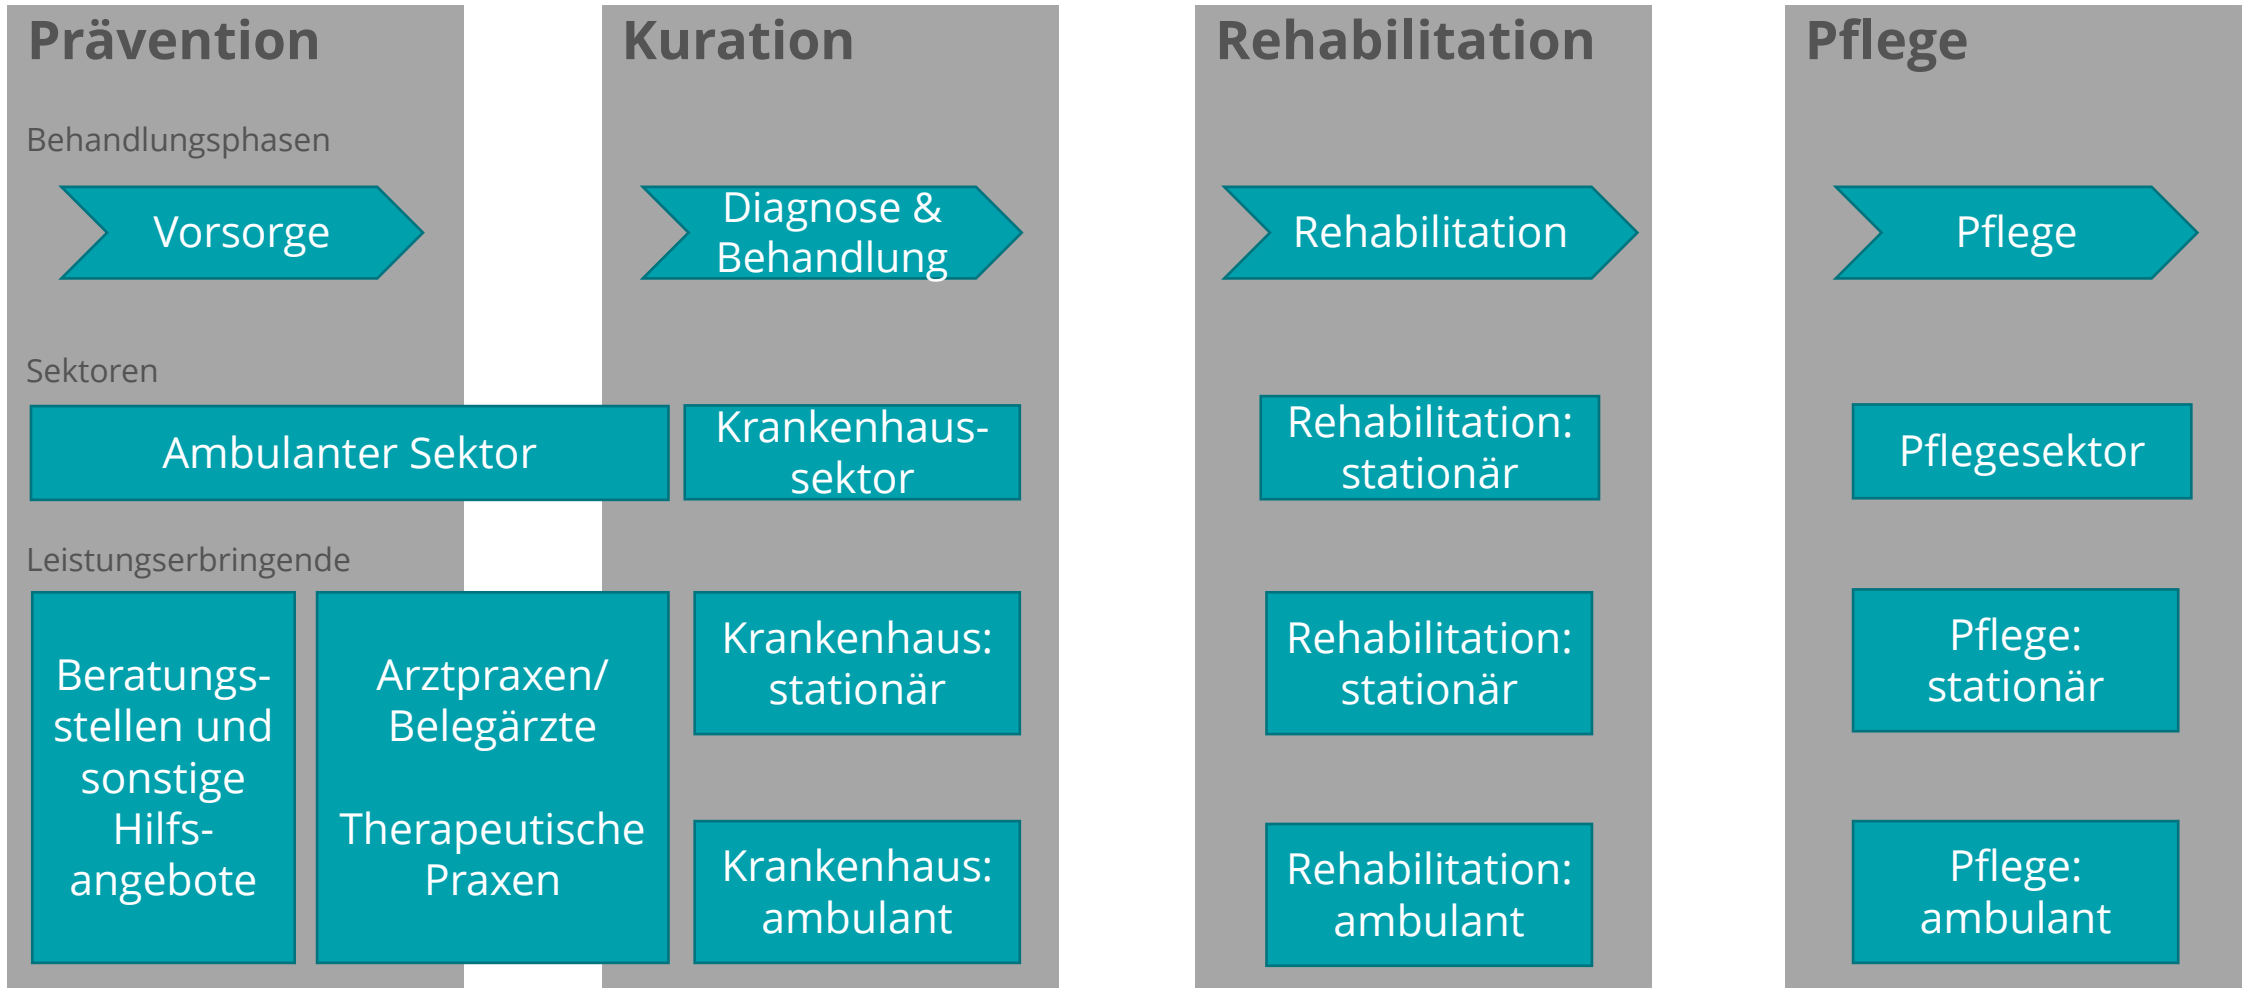 Prävention
Kuration
Rehabilitation
Pflege
Behandlungsphasen
Vorsorge
Diagnose &
Behandlung
Rehabilitation
Pflege
Sektoren
Ambulanter Sektor
Krankenhaus-
sektor
Rehabilitation:
stationär
Pflegesektor
Leistungserbringende
Beratungs-
stellen und
sonstige
Hilfs-
angebote
Arztpraxen/
Belegärzte
Therapeutische
Praxen
Krankenhaus:
stationär
Rehabilitation:
stationär
Pflege:
stationär
Krankenhaus:
ambulant
Rehabilitation:
ambulant
Pflege:
ambulant